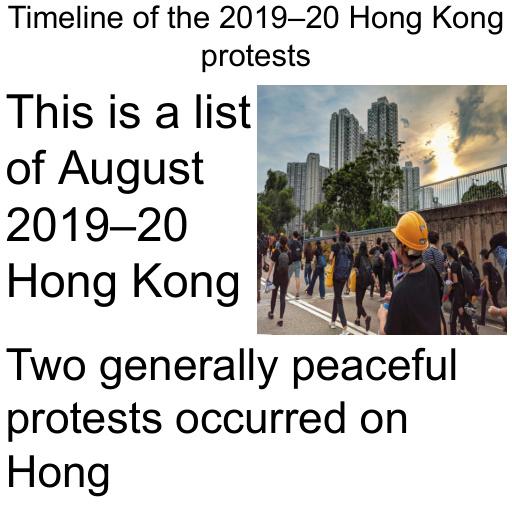 Timeline of the 2019–20 Hong Kong
protests
This is a list
of August
2019–20
Hong Kong
Two generally peaceful
protests occurred on
Hong